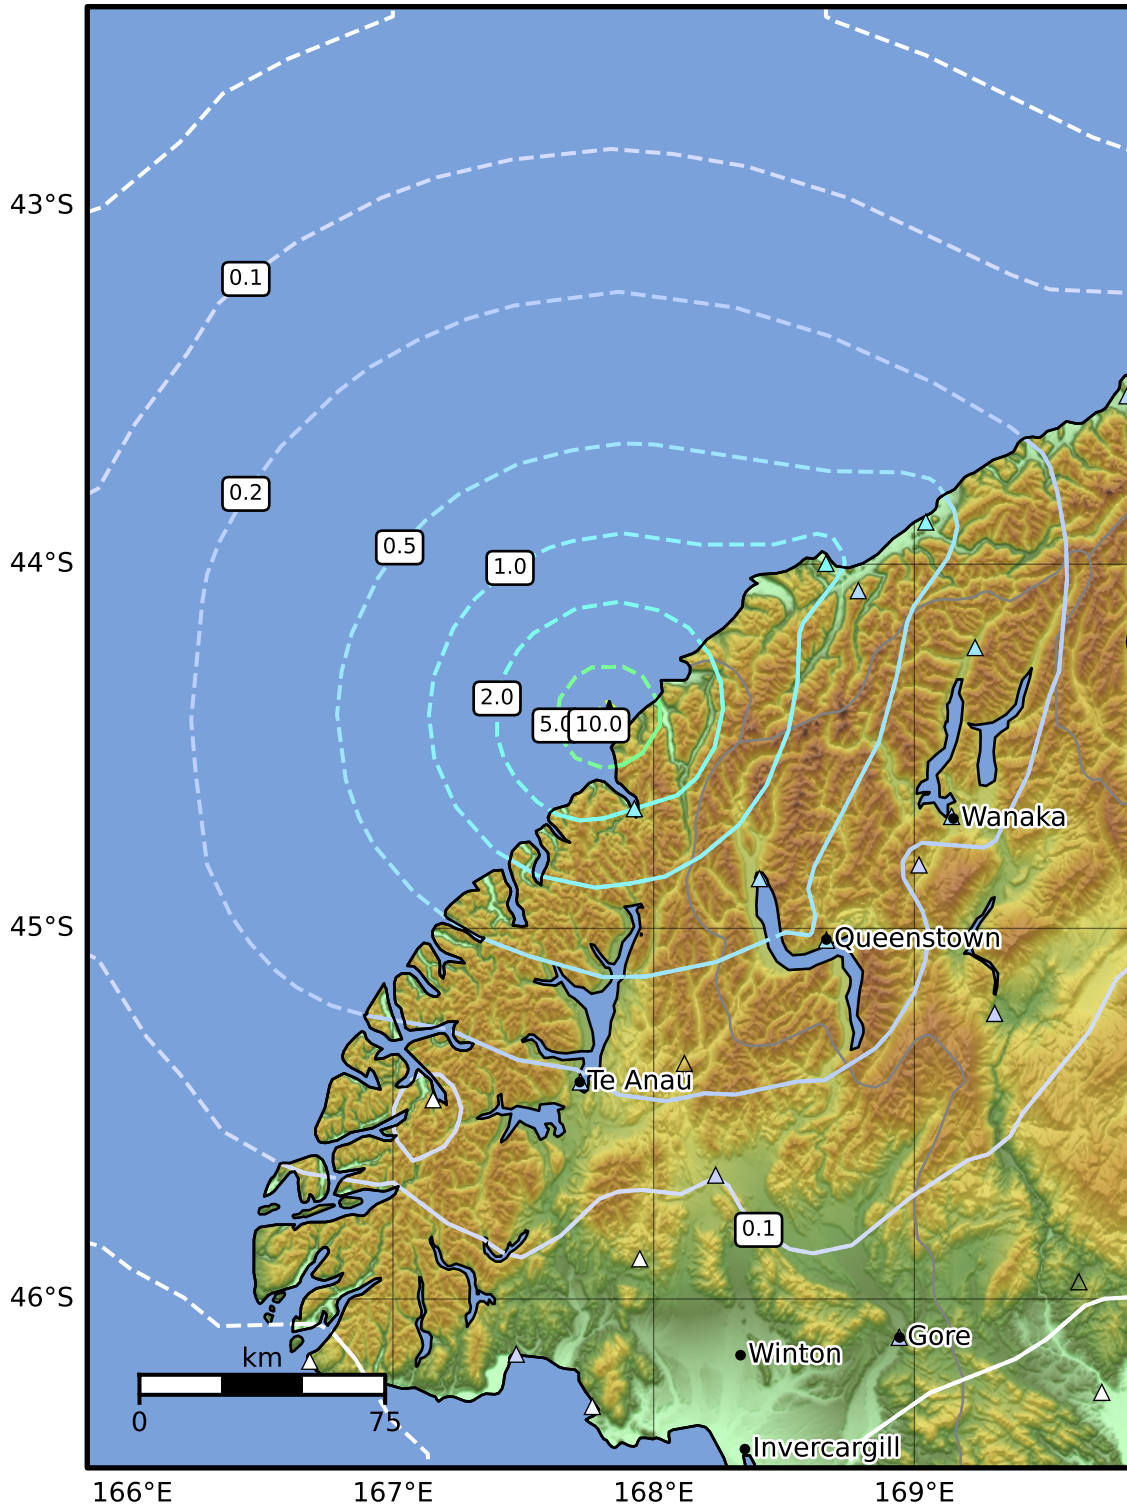 43°S
0.1
0.2
0.5
44°S
1.0
2.0
5.0
10.0
Wanaka
45°S
Queenstown
Te Anau
0.1
46°S
Gore
Winton
km
0
75
Invercargill
166°E
167°E
168°E
169°E